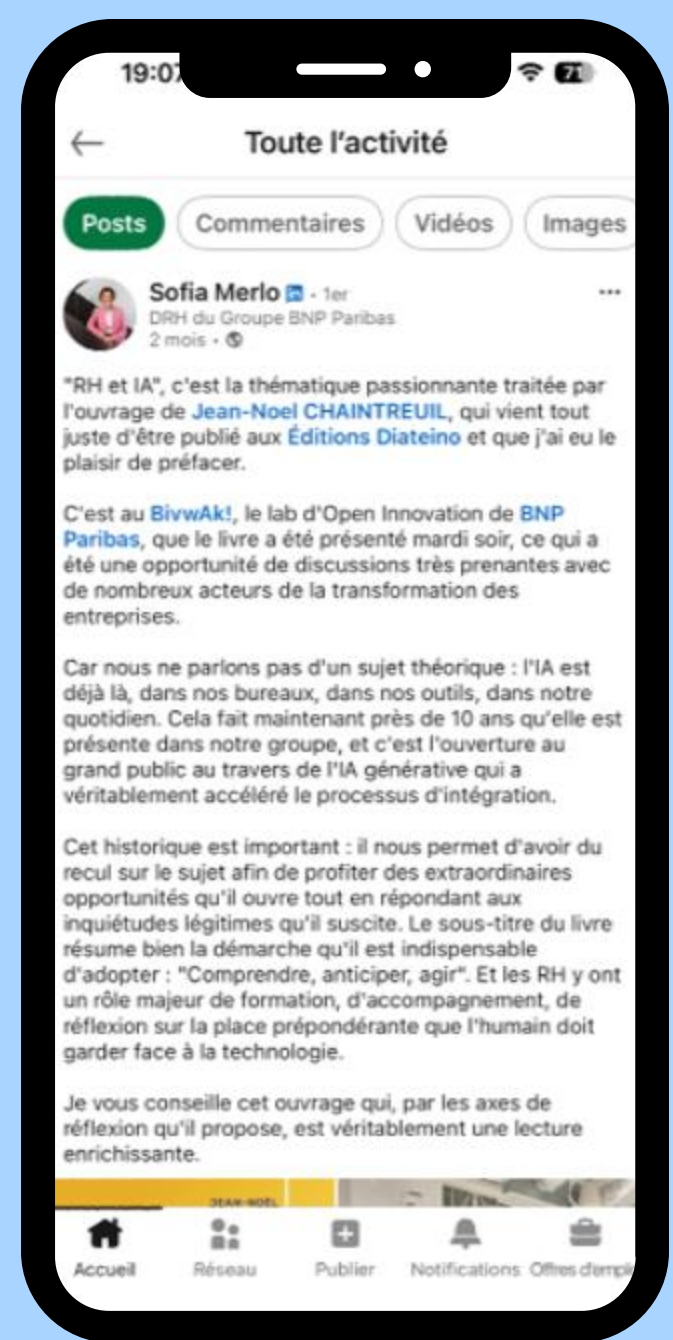 19:07
71
Toute l'activité
Posts
Commentaires
Vidéos
Images
Sofia Merlo in • 1er
DRH du Groupe BNP Paribas
2 mois •
"RH et IA", c'est la thématique passionnante traitée par
l'ouvrage de Jean-Noel CHAINTREUIL, qui vient tout
juste d'être publié aux Éditions Diateino et que j'ai eu le
plaisir de préfacer.
C'est au BivwAk!, le lab d'Open Innovation de BNP
Paribas, que le livre a été présenté mardi soir, ce qui a
été une opportunité de discussions très prenantes avec
de nombreux acteurs de la transformation des
entreprises.
Car nous ne parlons pas d'un sujet théorique : l'IA est
déjà là, dans nos bureaux, dans nos outils, dans notre
quotidien. Cela fait maintenant près de 10 ans qu'elle est
présente dans notre groupe, et c'est l'ouverture au
grand public au travers de l'IA générative qui a
véritablement accéléré le processus d'intégration.
Cet historique est important : il nous permet d'avoir du
recul sur le sujet afin de profiter des extraordinaires
opportunités qu'il ouvre tout en répondant aux
inquiétudes légitimes qu'il suscite. Le sous-titre du livre
résume bien la démarche qu'il est indispensable
d'adopter : "Comprendre, anticiper, agir". Et les RH y ont
un rôle majeur de formation, d'accompagnement, de
réflexion sur la place prépondérante que l'humain doit
garder face à la technologie.
Je vous conseille cet ouvrage qui, par les axes de
réflexion qu'il propose, est véritablement une lecture
enrichissante.
JEAN-NOËL
Accueil
Réseau
Publier
Notifications
Offres d'emploi